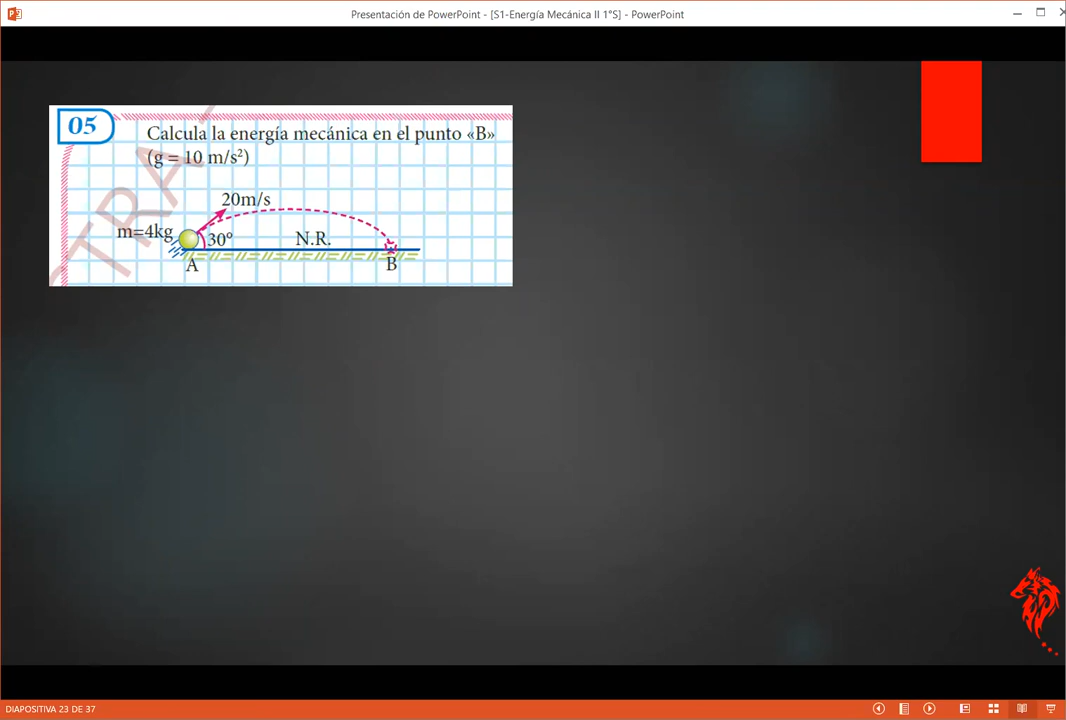 Presentación de PowerPoint - [S1-Energía Mecánica II 1°S] - PowerPoint
05
Calcula la energía mecánica en el punto «B»
(g = 10 m/s²)
20m/s
m=4kg
30°
N.R.
A
B
TRA
DIAPOSITIVA 23 DE 37